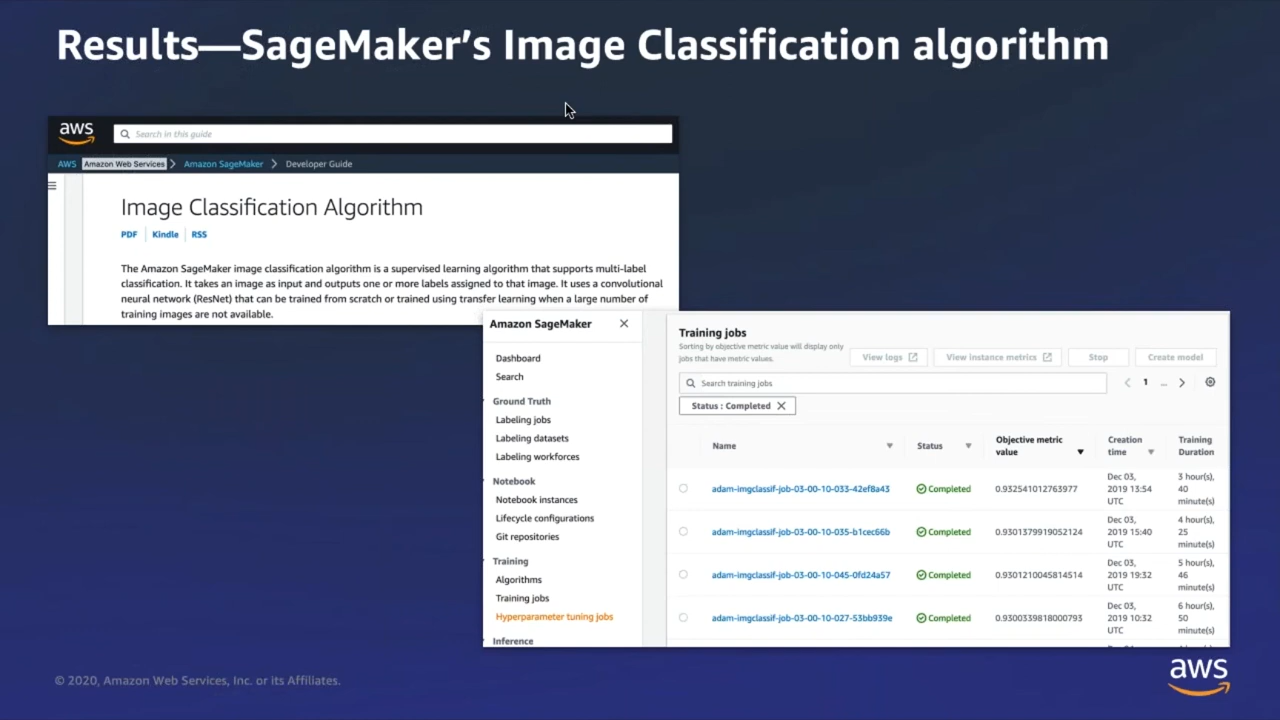 Results—SageMaker's Image Classification algorithm
aws
Search in this guide
AWS Amazon Web Services > Amazon SageMaker > Developer Guide
Image Classification Algorithm
PDF Kindle RSS
The Amazon SageMaker image classification algorithm is a supervised learning algorithm that supports multi-label
classification. It takes an image as input and outputs one or more labels assigned to that image. It uses a convolutional
neural network (ResNet) that can be trained from scratch or trained using transfer learning when a large number of
training images are not available.
Amazon SageMaker
Dashboard
Search
Ground Truth
Labeling jobs
Labeling datasets
Labeling workforces
Notebook
Notebook instances
Lifecycle configurations
Git repositories
Training
Algorithms
Training jobs
Hyperparameter tuning jobs
Inference
Training jobs
Sorting by objective metric value will display only
jobs that have metric values.
View logs View instance metrics Stop Create model
Search training jobs
1 ...
Status : Completed
Name Status Objective metric value Creation time Training Duration
adam-imgclassif-job-03-00-10-033-42ef8a43 Completed 0.932541012763977 Dec 03, 2019 13:54 UTC 3 hour(s), 40 minute(s)
adam-imgclassif-job-03-00-10-035-b1cec66b Completed 0.9301379919052124 Dec 03, 2019 15:40 UTC 4 hour(s), 25 minute(s)
adam-imgclassif-job-03-00-10-045-0fd24a57 Completed 0.9301210045814514 Dec 03, 2019 19:32 UTC 5 hour(s), 46 minute(s)
adam-imgclassif-job-03-00-10-027-53bb939e Completed 0.9300339818000793 Dec 03, 2019 10:32 UTC 6 hour(s), 50 minute(s)
© 2020, Amazon Web Services, Inc. or its Affiliates.
aws